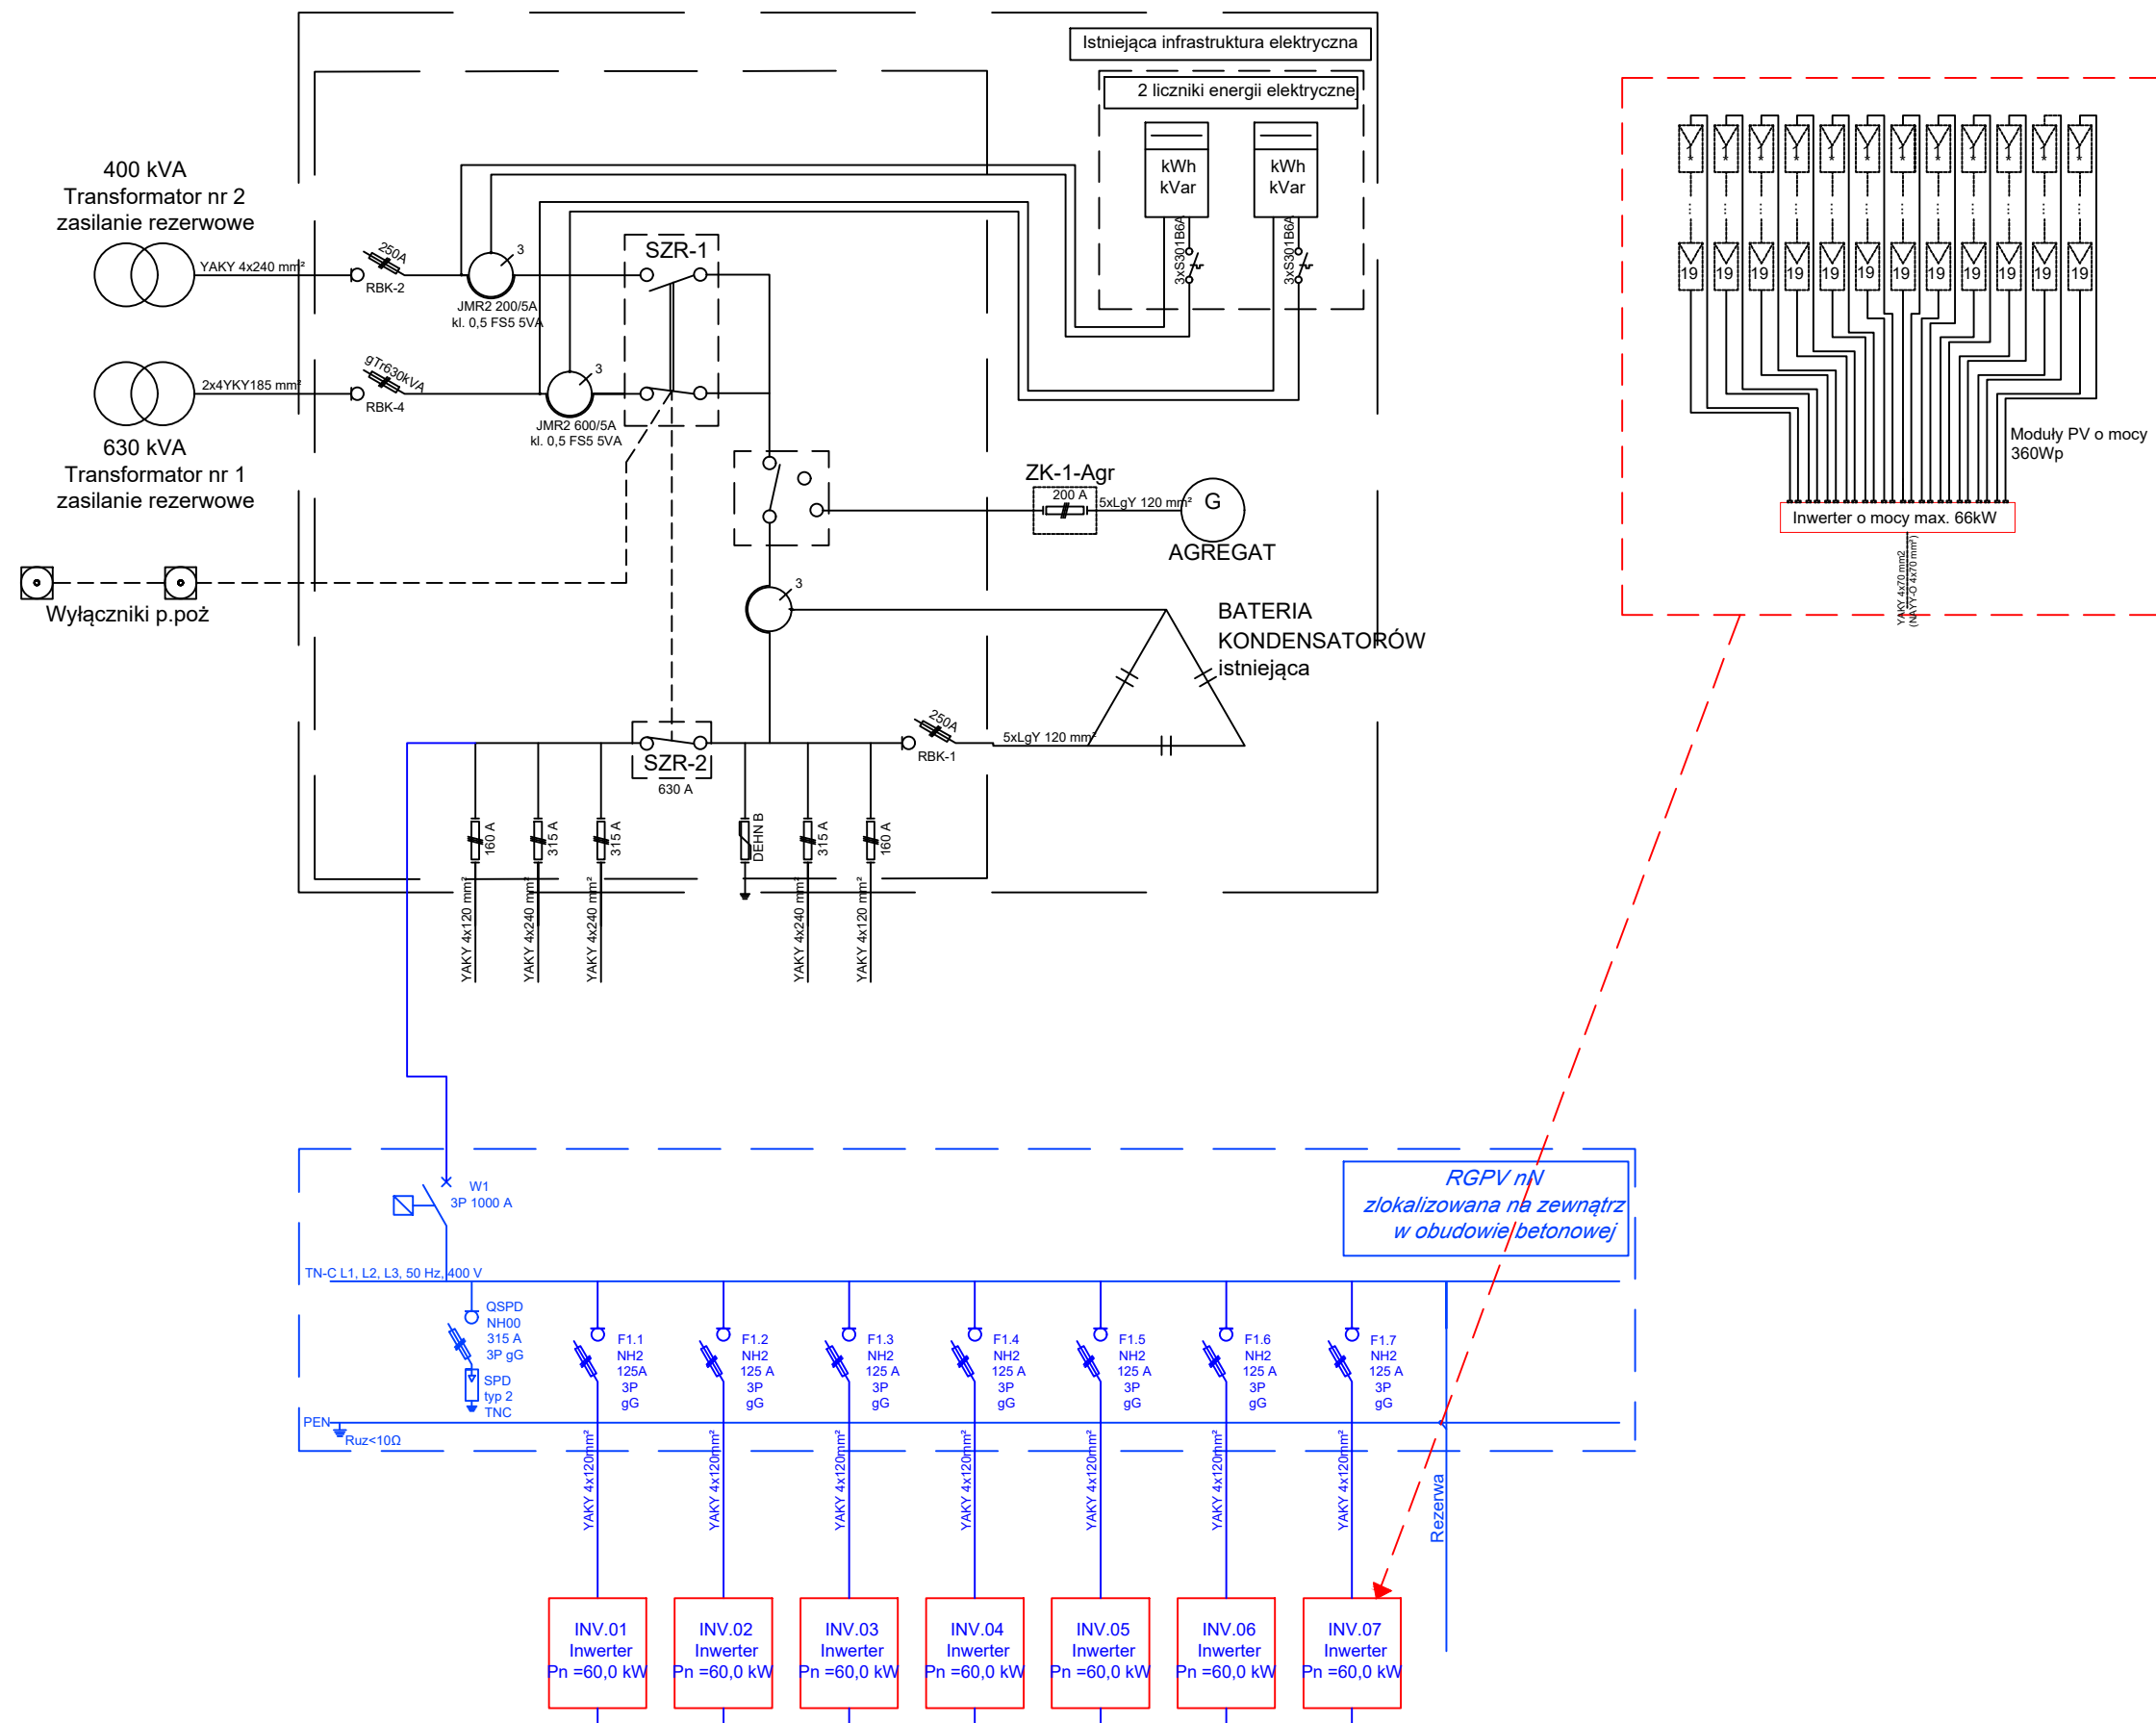 Istniejąca infrastruktura elektryczna
2 liczniki energii elektrycznej
kWh
kVar
kWh
kVar
3xS301B6A
3xS301B6A
400 kVA
Transformator nr 2
zasilanie rezerwowe
YAKY 4x240 mm²
250A
RBK-2
3
JMR2 200/5A
kl. 0,5 FS5 5VA
SZR-1
2x4YKY185 mm²
gTr630kVA
RBK-4
3
JMR2 600/5A
kl. 0,5 FS5 5VA
630 kVA
Transformator nr 1
zasilanie rezerwowe
ZK-1-Agr
200 A
5xLgY 120 mm²
G
AGREGAT
Wyłączniki p.poż
3
BATERIA
KONDENSATORÓW
istniejąca
SZR-2
630 A
250A
RBK-1
5xLgY 120 mm²
160 A
315 A
315 A
DEHN B
315 A
160 A
YAKY 4x120 mm²
YAKY 4x240 mm²
YAKY 4x240 mm²
YAKY 4x240 mm²
YAKY 4x120 mm²
19 19 19 19 19 19 19 19 19 19 19 19
Moduły PV o mocy
360Wp
Inwerter o mocy max. 66kW
YAKY 4x70 mm2
(NAYY-O 4x70 mm²)
W1
3P 1000 A
RGPV nN
zlokalizowana na zewnątrz
w obudowie betonowej
TN-C L1, L2, L3, 50 Hz, 400 V
QSPD
NH00
315 A
3P gG
SPD
typ 2
TNC
PEN
Ruz<10Ω
F1.1
NH2
125A
3P
gG
F1.2
NH2
125 A
3P
gG
F1.3
NH2
125 A
3P
gG
F1.4
NH2
125 A
3P
gG
F1.5
NH2
125 A
3P
gG
F1.6
NH2
125 A
3P
gG
F1.7
NH2
125 A
3P
gG
YAKY 4x120mm²
YAKY 4x120mm²
YAKY 4x120mm²
YAKY 4x120mm²
YAKY 4x120mm²
YAKY 4x120mm²
YAKY 4x120mm²
Rezerwa
INV.01
Inwerter
Pn =60,0 kW
INV.02
Inwerter
Pn =60,0 kW
INV.03
Inwerter
Pn =60,0 kW
INV.04
Inwerter
Pn =60,0 kW
INV.05
Inwerter
Pn =60,0 kW
INV.06
Inwerter
Pn =60,0 kW
INV.07
Inwerter
Pn =60,0 kW